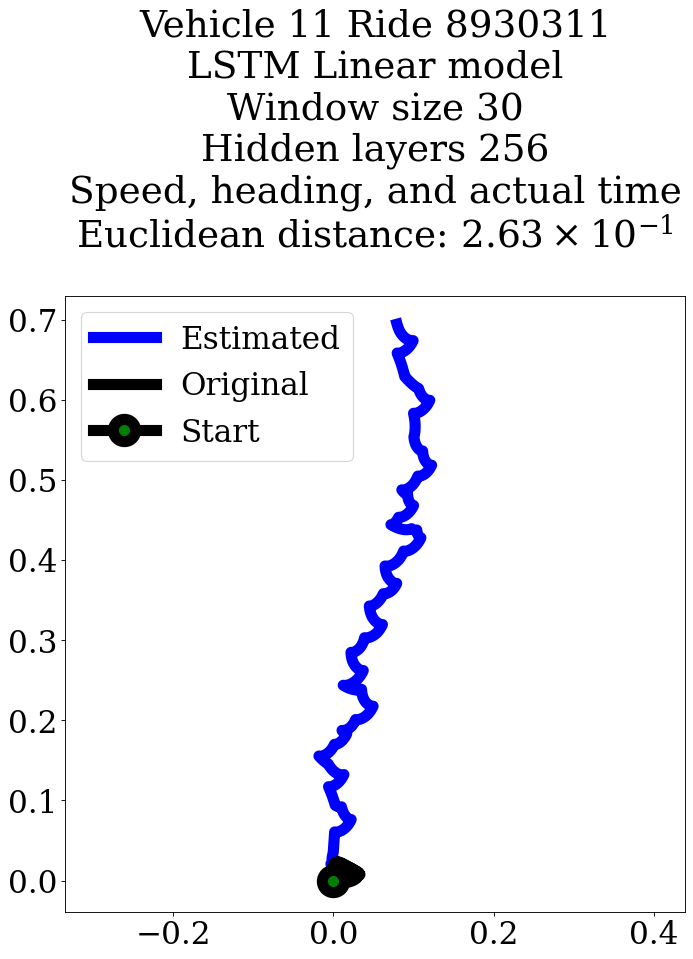 Vehicle 11 Ride 8930311
LSTM Linear model
Window size 30
Hidden layers 256
Speed, heading, and actual time
Euclidean distance: 2.63 × 10⁻¹
Estimated
Original
Start
0.7
0.6
0.5
0.4
0.3
0.2
0.1
0.0
−0.2 0.0 0.2 0.4